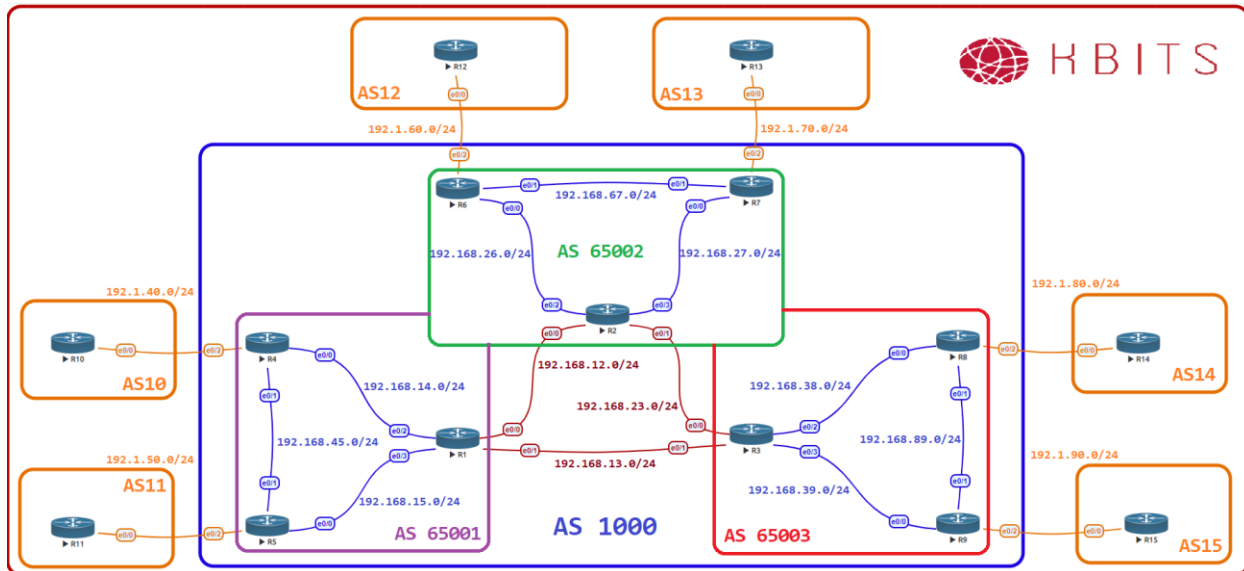 KBITS
R12
e0/0
AS12
192.1.60.0/24
e0/2
R13
e0/0
AS13
192.1.70.0/24
e0/2
R6
e0/1
192.168.67.0/24
e0/1
R7
e0/0
e0/0
192.168.26.0/24
AS 65002
192.168.27.0/24
e0/2
R2
e0/3
e0/0
e0/1
192.1.40.0/24
R10
e0/0
AS10
e0/2
R4
e0/0
e0/1
192.168.14.0/24
192.168.45.0/24
e0/2
R1
e0/0
e0/3
e0/1
192.168.12.0/24
192.168.23.0/24
192.168.13.0/24
192.1.50.0/24
AS11
R11
e0/0
e0/2
e0/1
R5
e0/0
192.168.15.0/24
AS 65001
AS 1000
192.1.80.0/24
R8
e0/0
e0/2
e0/1
e0/0
R14
AS14
192.168.38.0/24
e0/0
R3
e0/2
e0/1
e0/3
192.168.89.0/24
192.168.39.0/24
192.1.90.0/24
e0/1
e0/0
R9
e0/2
AS 65003
e0/0
R15
AS15